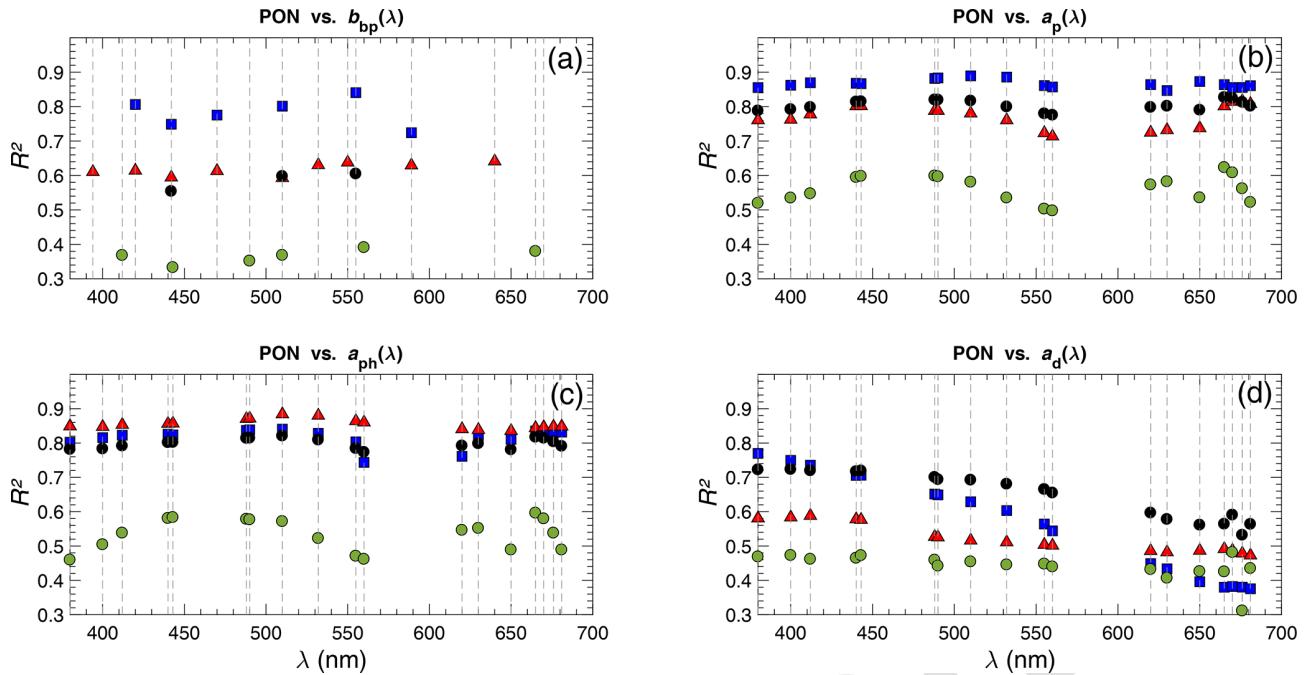 PON vs. b_bp(λ)
(a)
R²
0.9
0.8
0.7
0.6
0.5
0.4
0.3
400 450 500 550 600 650 700
PON vs. a_p(λ)
(b)
R²
0.9
0.8
0.7
0.6
0.5
0.4
0.3
400 450 500 550 600 650 700
PON vs. a_ph(λ)
(c)
R²
0.9
0.8
0.7
0.6
0.5
0.4
0.3
400 450 500 550 600 650 700
λ (nm)
PON vs. a_d(λ)
(d)
R²
0.9
0.8
0.7
0.6
0.5
0.4
0.3
400 450 500 550 600 650 700
λ (nm)